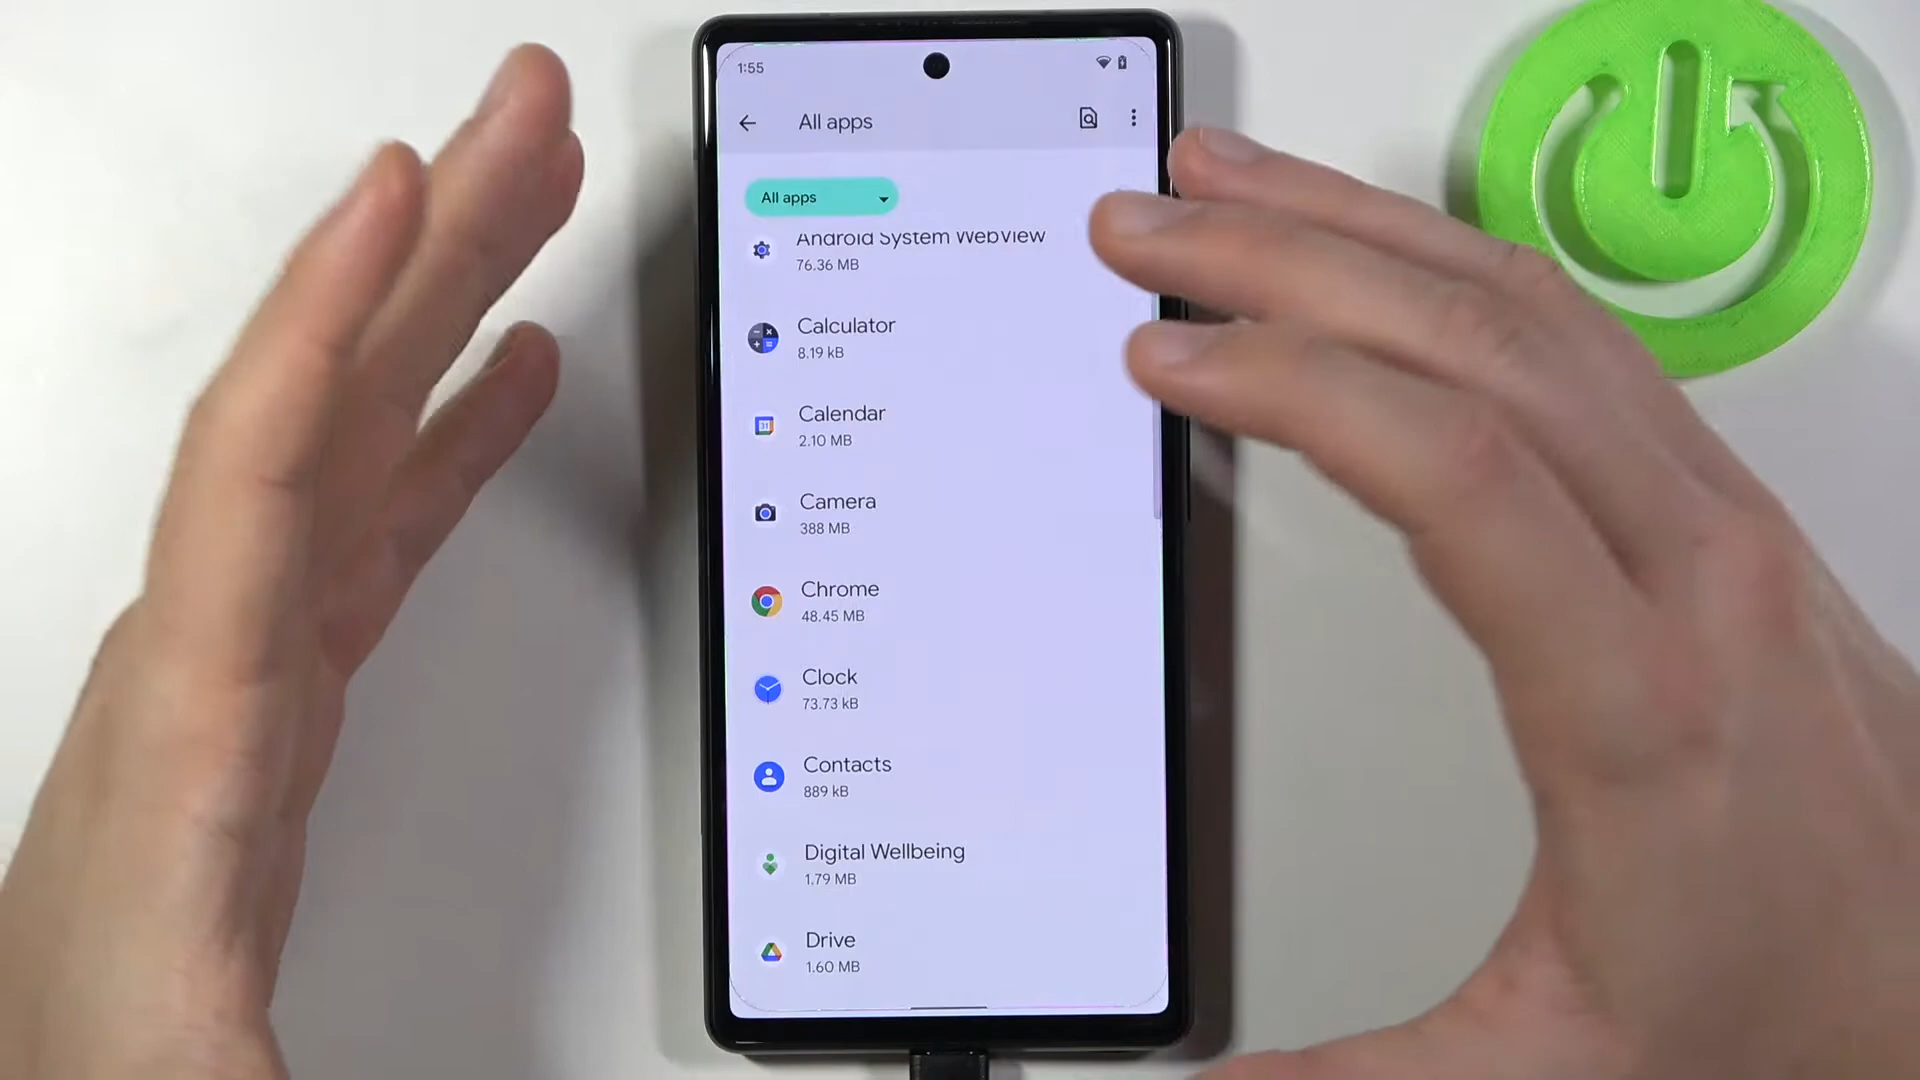 1:55
All apps
All apps
Android System WebView
76.36 MB
Calculator
8.19 kB
Calendar
2.10 MB
31
Camera
388 MB
Chrome
48.45 MB
Clock
73.73 kB
Contacts
889 kB
Digital Wellbeing
1.79 MB
Drive
1.60 MB